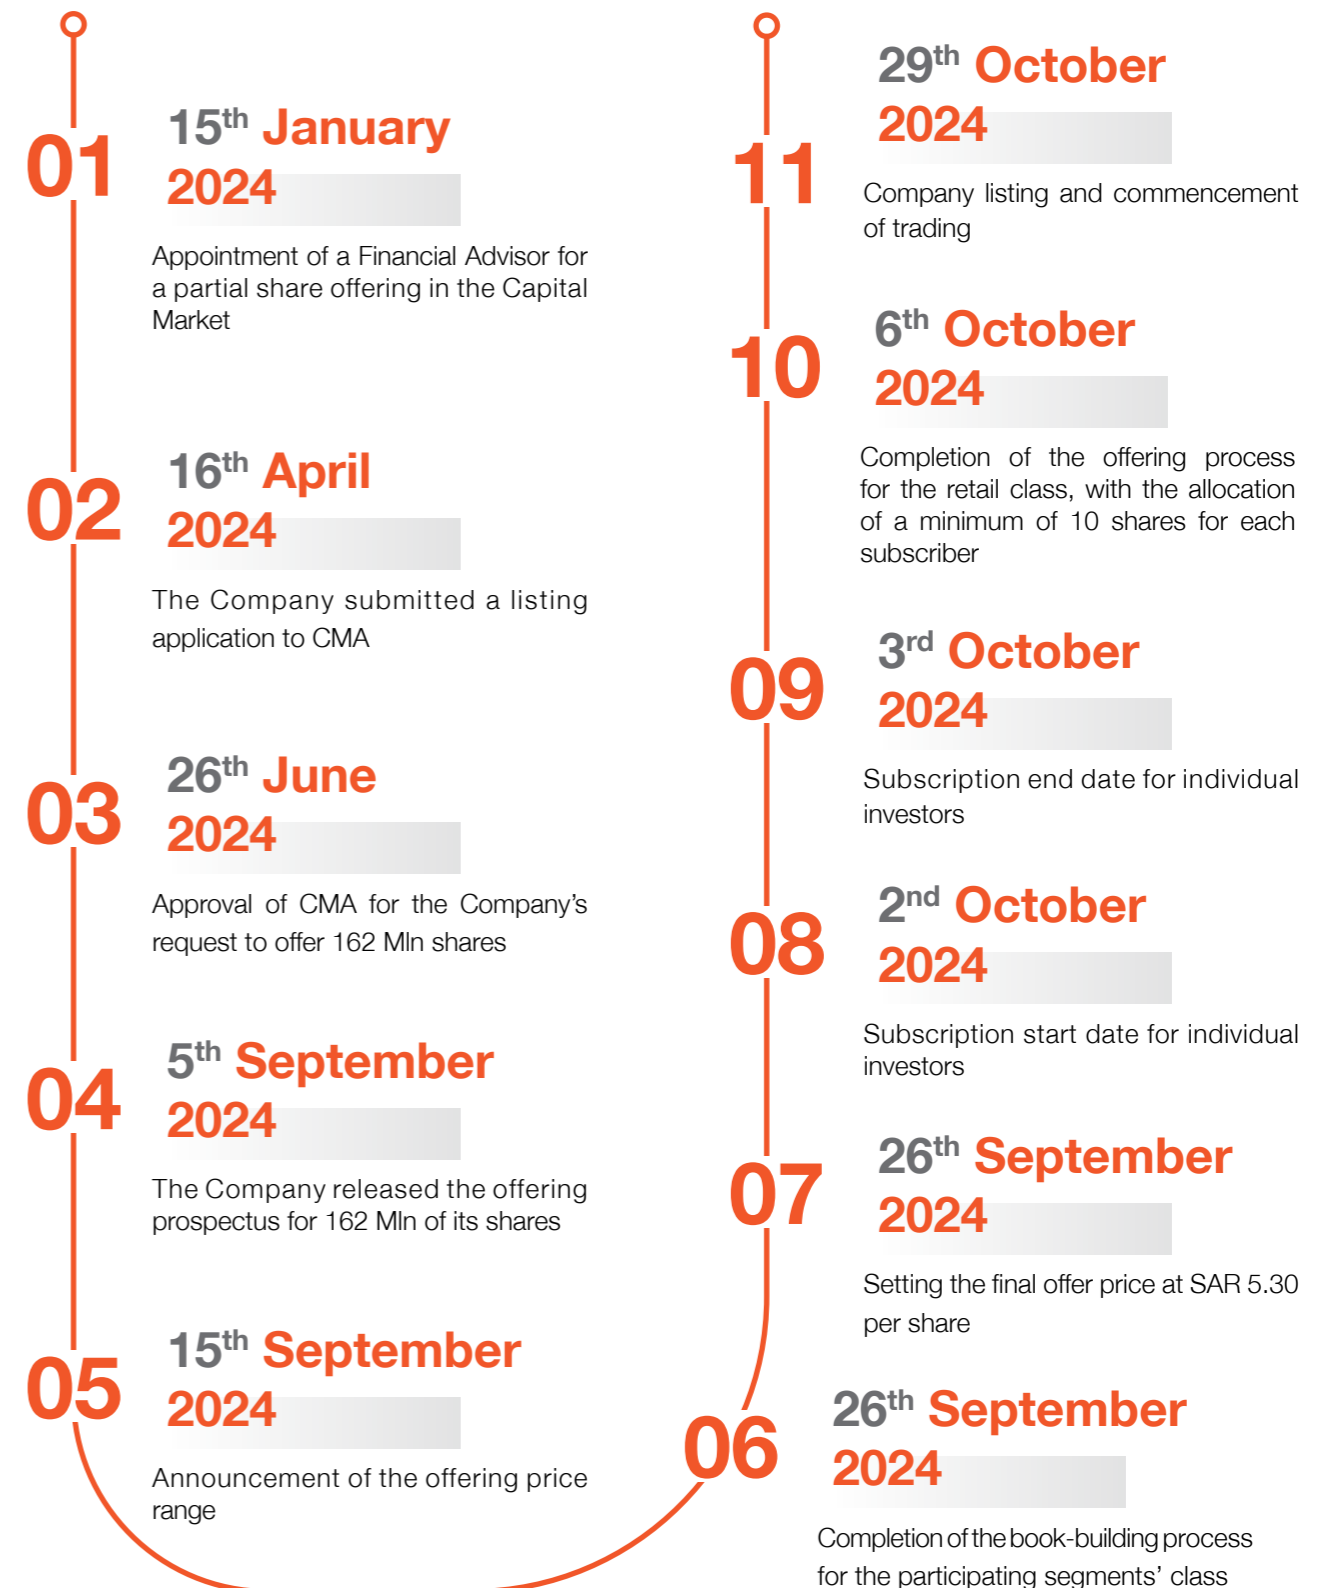 01
15th January
2024
Appointment of a Financial Advisor for
a partial share offering in the Capital
Market
02
16th April
2024
The Company submitted a listing
application to CMA
03
26th June
2024
Approval of CMA for the Company's
request to offer 162 Mln shares
04
5th September
2024
The Company released the offering
prospectus for 162 Mln of its shares
05
15th September
2024
Announcement of the offering price
range
06
26th September
2024
Completion of the book-building process
for the participating segments' class
07
26th September
2024
Setting the final offer price at SAR 5.30
per share
08
2nd October
2024
Subscription start date for individual
investors
09
3rd October
2024
Subscription end date for individual
investors
10
6th October
2024
Completion of the offering process
for the retail class, with the allocation
of a minimum of 10 shares for each
subscriber
11
29th October
2024
Company listing and commencement
of trading